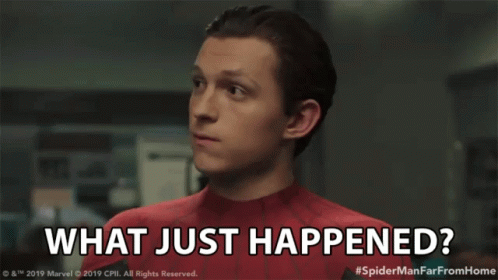 WHAT JUST HAPPENED?
© & ™ 2019 Marvel © 2019 CPII. All Rights Reserved.
#SpiderManFarFromHome